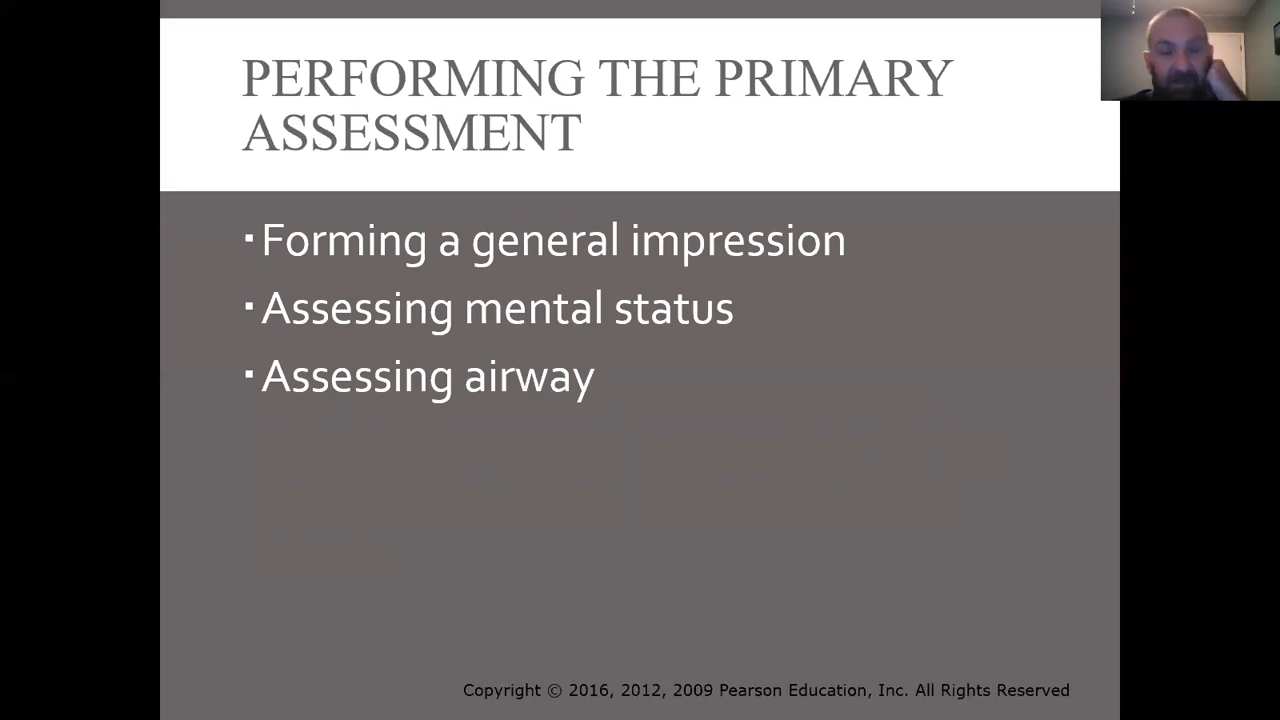 PERFORMING THE PRIMARY
ASSESSMENT
▪Forming a general impression
▪Assessing mental status
▪Assessing airway
Copyright © 2016, 2012, 2009 Pearson Education, Inc. All Rights Reserved